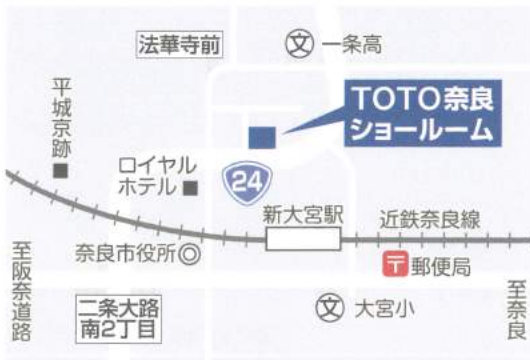 法華寺前
文 一条高
TOTO奈良
ショールーム
平城京跡
ロイヤル
ホテル
24
新大宮駅
近鉄奈良線
奈良市役所
〒郵便局
至阪奈道路
二条大路
南2丁目
文 大宮小
至奈良